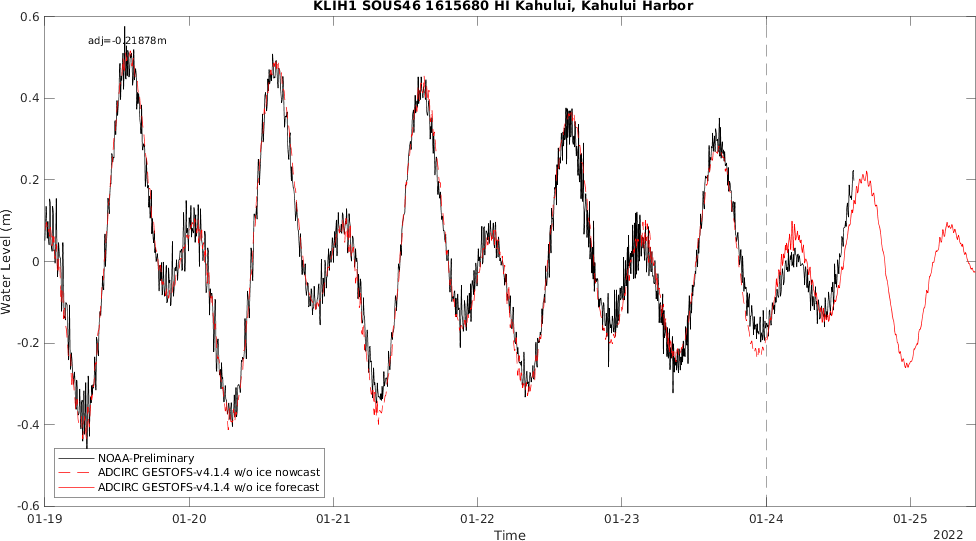 KLIH1 SOUS46 1615680 HI Kahului, Kahului Harbor
adj=-0.21878m
0.6
0.4
0.2
0
-0.2
-0.4
-0.6
Water Level (m)
NOAA-Preliminary
ADCIRC GESTOFS-v4.1.4 w/o ice nowcast
ADCIRC GESTOFS-v4.1.4 w/o ice forecast
01-19 01-20 01-21 01-22 01-23 01-24 01-25
Time
2022